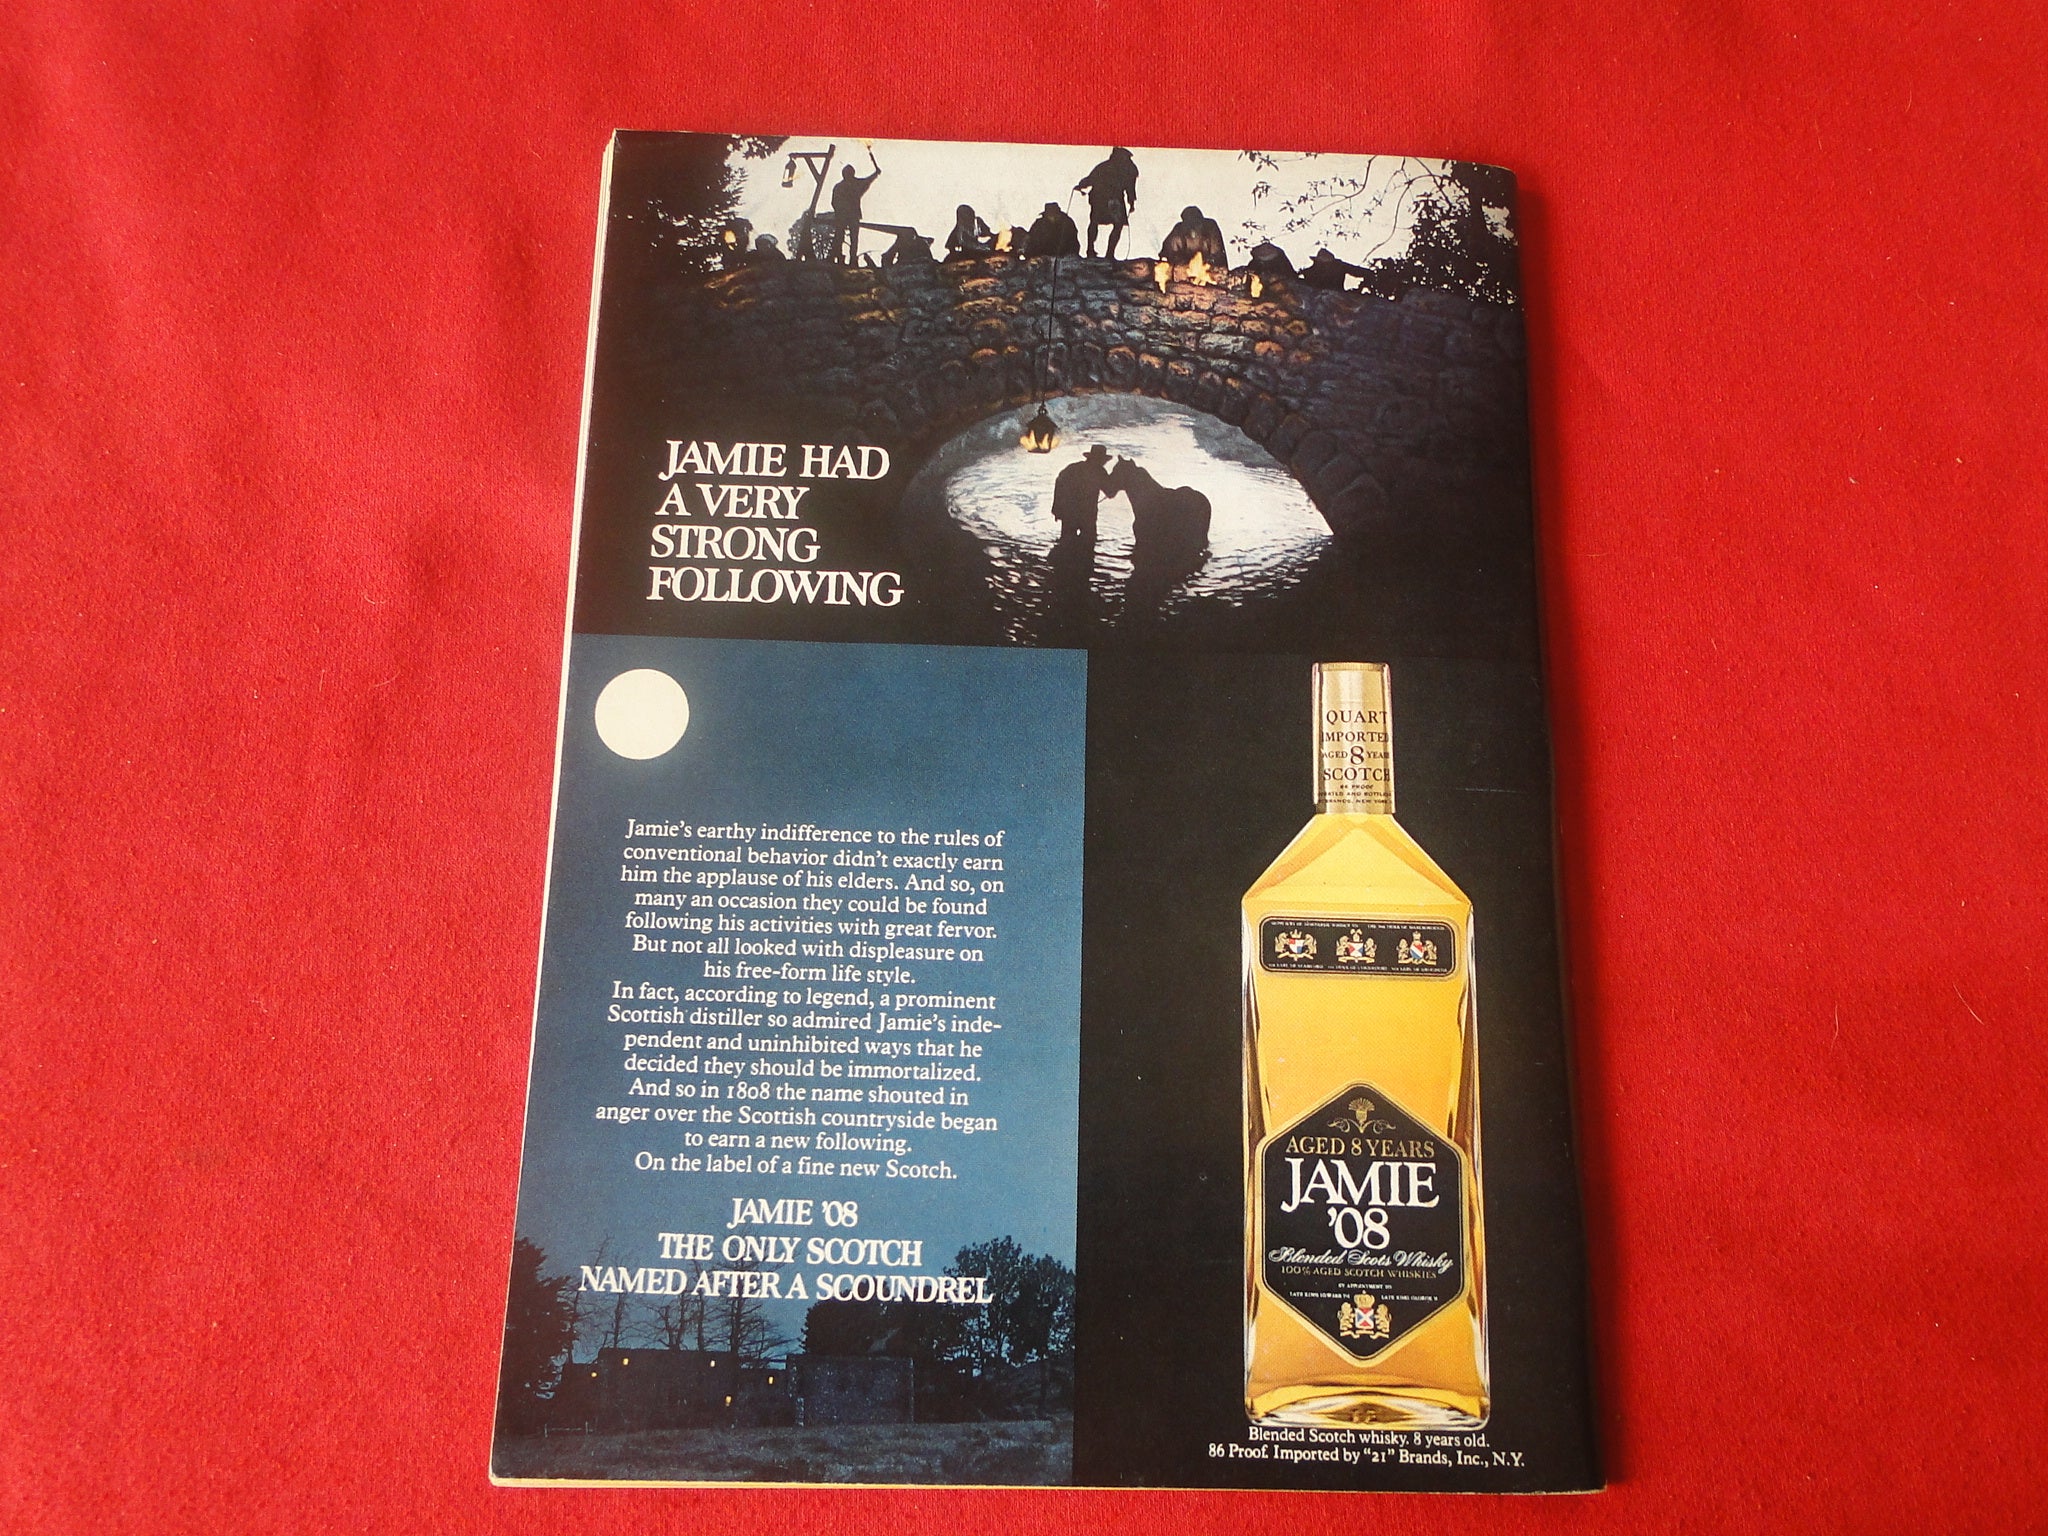 JAMIE HAD
A VERY
STRONG
FOLLOWING
Jamie's earthy indifference to the rules of
conventional behavior didn't exactly earn
him the applause of his elders. And so, on
many an occasion they could be found
following his activities with great fervor.
But not all looked with displeasure on
his free-form life style.
In fact, according to legend, a prominent
Scottish distiller so admired Jamie's inde-
pendent and uninhibited ways that he
decided they should be immortalized.
And so in 1808 the name shouted in
anger over the Scottish countryside began
to earn a new following.
On the label of a fine new Scotch.
JAMIE '08
THE ONLY SCOTCH
NAMED AFTER A SCOUNDREL
QUART
IMPORTED
AGED 8 YEARS
SCOTCH
86 PROOF
AGED 8 YEARS
JAMIE
'08
Blended Scots Whisky
100% AGED SCOTCH WHISKIES
BY APPOINTMENT TO
Blended Scotch whisky. 8 years old.
86 Proof. Imported by "21" Brands, Inc., N.Y.